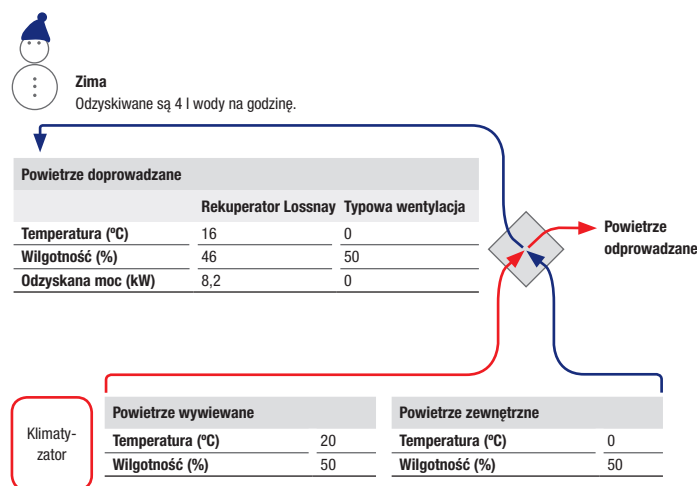 Zima
Odzyskiwane są 4 l wody na godzinę.
Powietrze doprowadzane
Rekuperator Lossnay Typowa wentylacja
Temperatura (ºC) 16 0
Wilgotność (%) 46 50
Odzyskana moc (kW) 8,2 0
Powietrze
odprowadzane
Klimaty-
zator
Powietrze wywiewane
Temperatura (ºC) 20
Wilgotność (%) 50
Powietrze zewnętrzne
Temperatura (ºC) 0
Wilgotność (%) 50